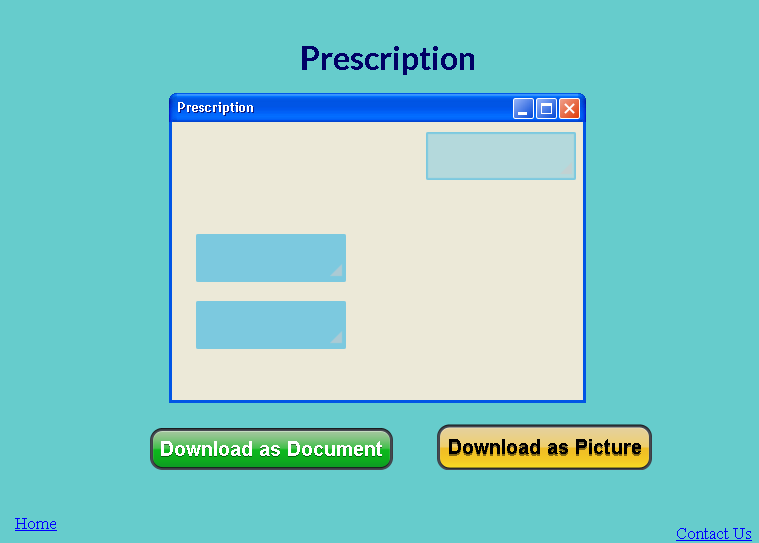 Prescription
Prescription
Download as Document
Download as Picture
Home
Contact Us